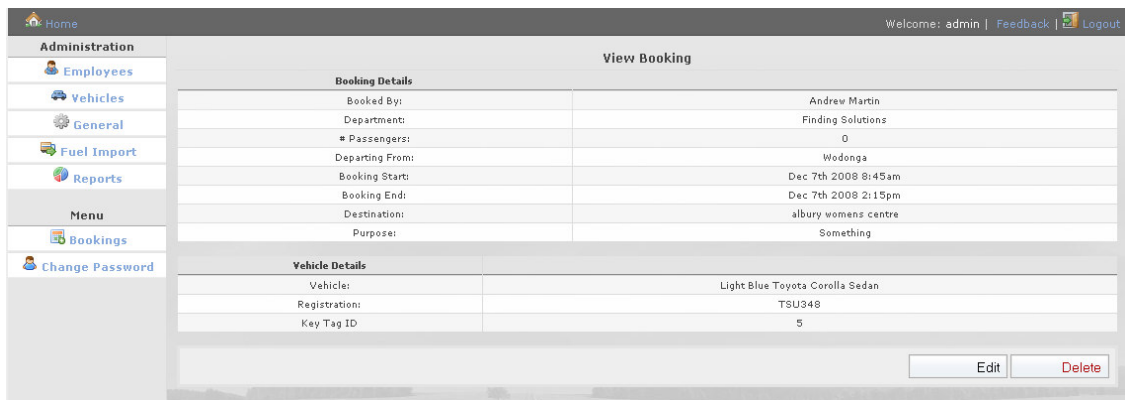 Home
Welcome: admin | Feedback | Logout
Administration
Employees
Vehicles
General
Fuel Import
Reports
Menu
Bookings
Change Password
View Booking
Booking Details
Booked By: Andrew Martin
Department: Finding Solutions
# Passengers: 0
Departing From: Wodonga
Booking Start: Dec 7th 2008 8:45am
Booking End: Dec 7th 2008 2:15pm
Destination: albury womens centre
Purpose: Something
Vehicle Details
Vehicle: Light Blue Toyota Corolla Sedan
Registration: TSU348
Key Tag ID 5
Edit Delete